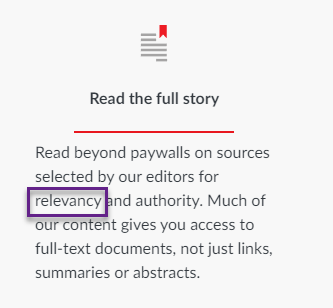 Read the full story
Read beyond paywalls on sources
selected by our editors for
relevancy and authority. Much of
our content gives you access to
full-text documents, not just links,
summaries or abstracts.